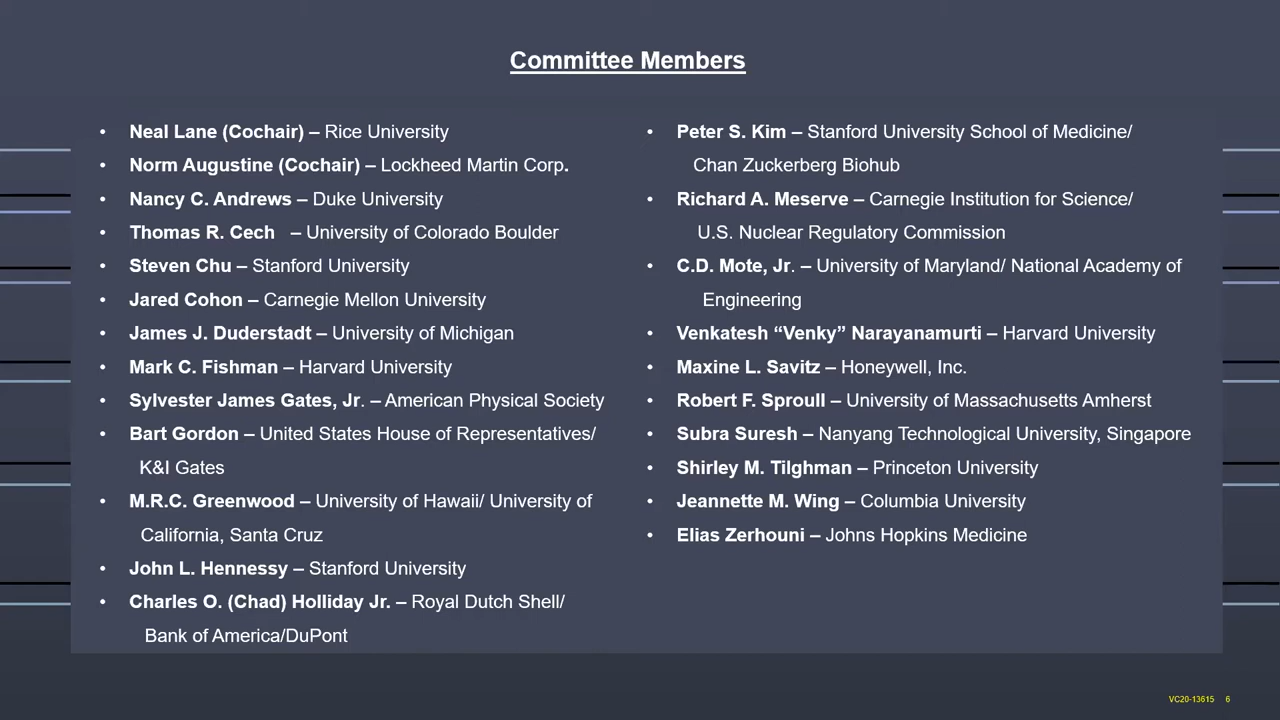 Committee Members
• Neal Lane (Cochair) – Rice University
• Norm Augustine (Cochair) – Lockheed Martin Corp.
• Nancy C. Andrews – Duke University
• Thomas R. Cech – University of Colorado Boulder
• Steven Chu – Stanford University
• Jared Cohon – Carnegie Mellon University
• James J. Duderstadt – University of Michigan
• Mark C. Fishman – Harvard University
• Sylvester James Gates, Jr. – American Physical Society
• Bart Gordon – United States House of Representatives/
K&I Gates
• M.R.C. Greenwood – University of Hawaii/ University of
California, Santa Cruz
• John L. Hennessy – Stanford University
• Charles O. (Chad) Holliday Jr. – Royal Dutch Shell/
Bank of America/DuPont
• Peter S. Kim – Stanford University School of Medicine/
Chan Zuckerberg Biohub
• Richard A. Meserve – Carnegie Institution for Science/
U.S. Nuclear Regulatory Commission
• C.D. Mote, Jr. – University of Maryland/ National Academy of
Engineering
• Venkatesh “Venky” Narayanamurti – Harvard University
• Maxine L. Savitz – Honeywell, Inc.
• Robert F. Sproull – University of Massachusetts Amherst
• Subra Suresh – Nanyang Technological University, Singapore
• Shirley M. Tilghman – Princeton University
• Jeannette M. Wing – Columbia University
• Elias Zerhouni – Johns Hopkins Medicine
VC20-13615 6